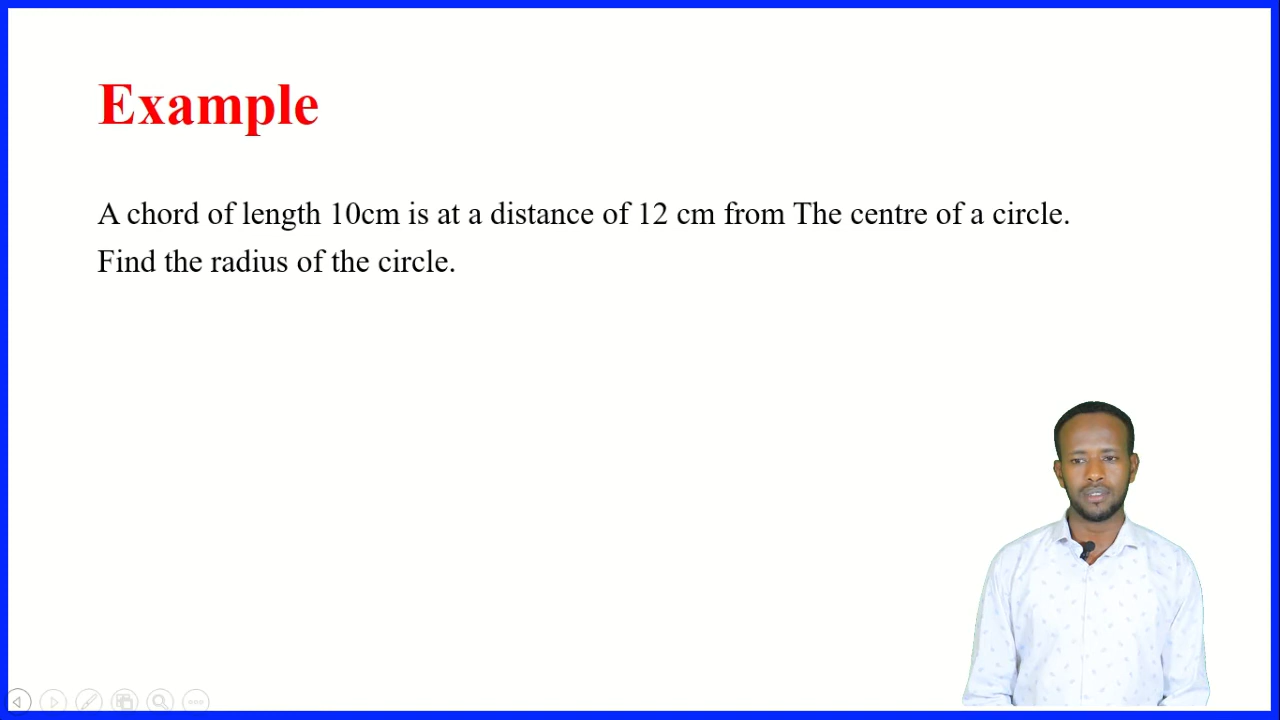 Example
A chord of length 10cm is at a distance of 12 cm from The centre of a circle.
Find the radius of the circle.